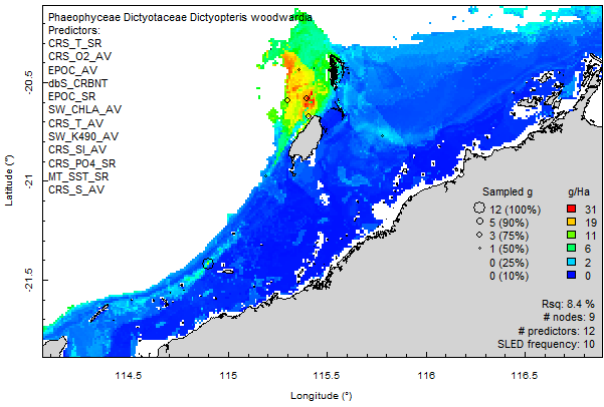 Phaeophyceae Dictyotaceae Dictyopteris woodwardia
Predictors:
CRS_T_SR
CRS_O2_AV
EPOC_AV
dbS_CRBNT
EPOC_SR
SW_CHLA_AV
CRS_T_AV
SW_K490_AV
CRS_SI_AV
CRS_PO4_SR
MT_SST_SR
CRS_S_AV
Latitude (°)
-20.5
-21
-21.5
Sampled g g/Ha
12 (100%) 31
5 (90%) 19
3 (75%) 11
1 (50%) 6
0 (25%) 2
0 (10%) 0
Rsq: 8.4 %
# nodes: 9
# predictors: 12
SLED frequency: 10
114.5 115 115.5 116 116.5
Longitude (°)